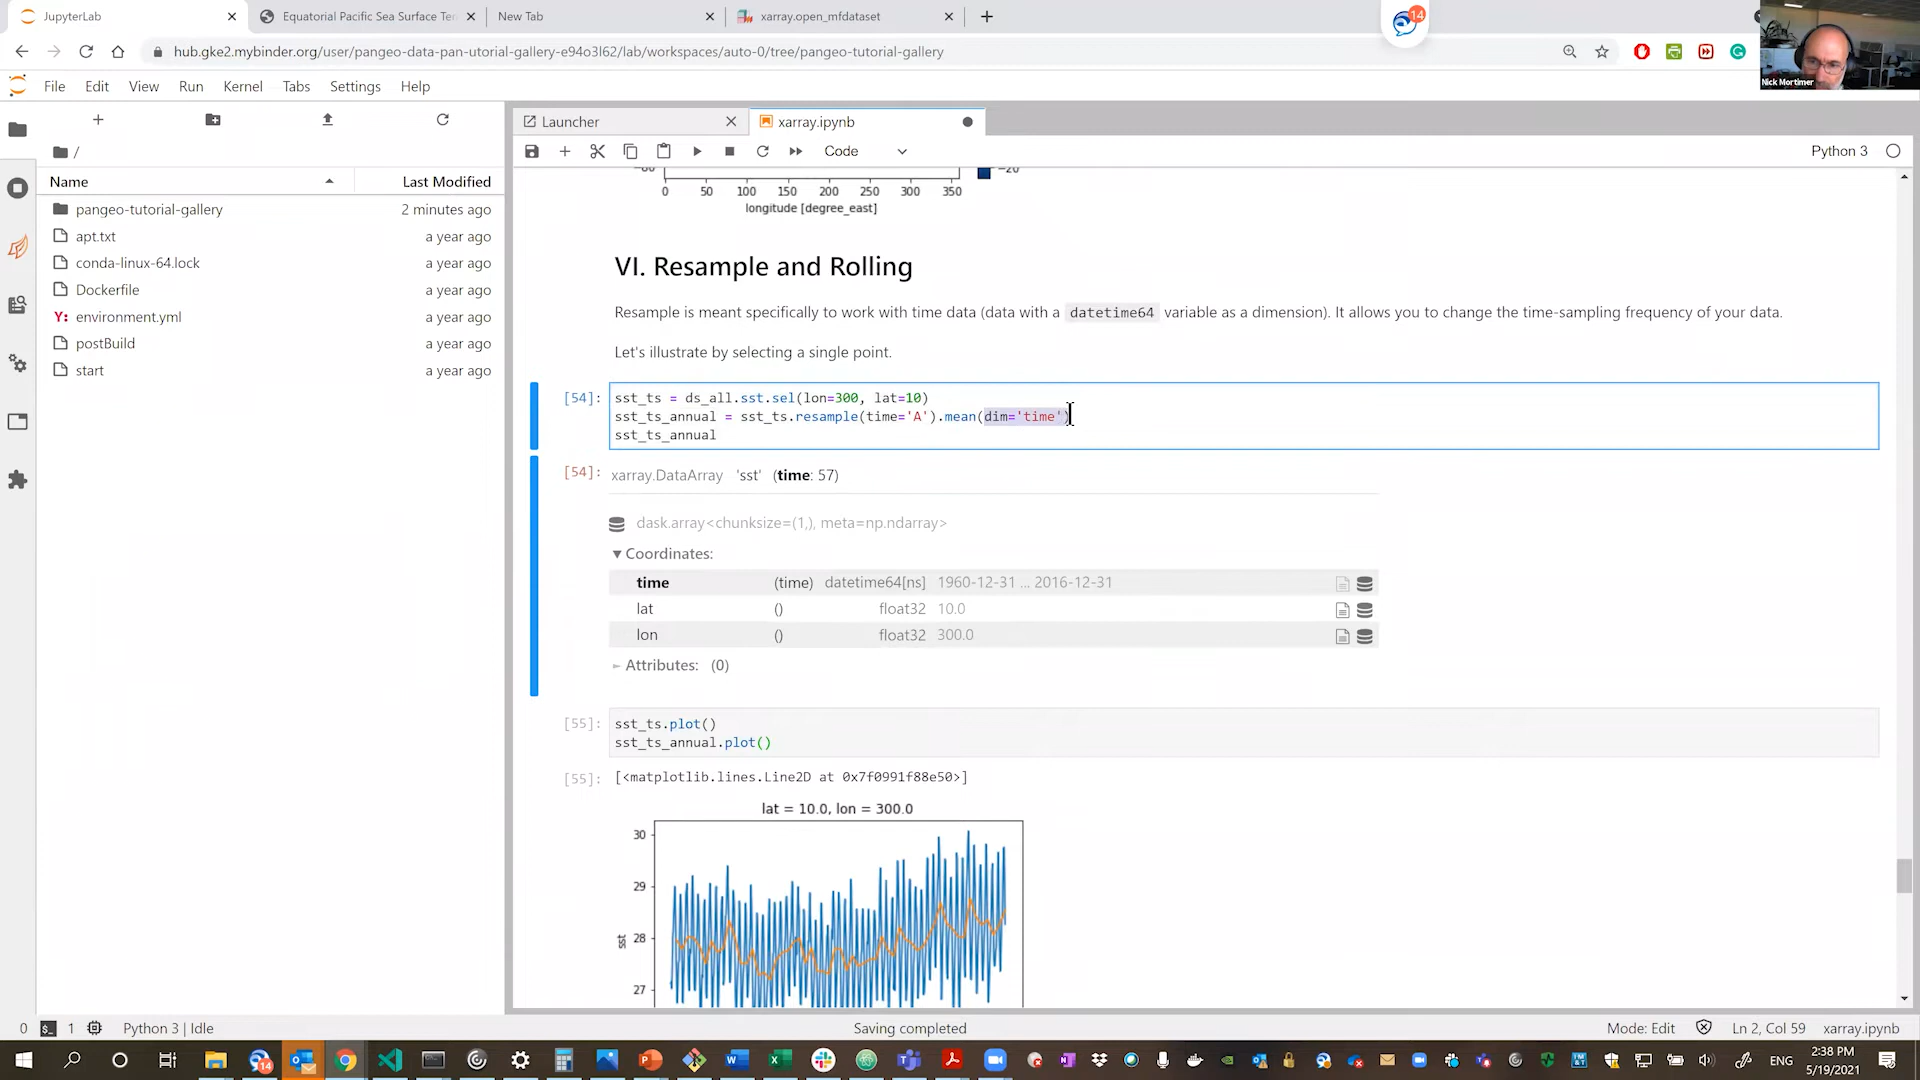 JupyterLab
Equatorial Pacific Sea Surface Te
New Tab
xarray.open_mfdataset
14
hub.gke2.mybinder.org/user/pangeo-data-pan-utorial-gallery-e94o3l62/lab/workspaces/auto-0/tree/pangeo-tutorial-gallery
Nick Mortimer
File Edit View Run Kernel Tabs Settings Help
Launcher
xarray.ipynb
/
Code
Python 3
Name
Last Modified
pangeo-tutorial-gallery 2 minutes ago
apt.txt a year ago
conda-linux-64.lock a year ago
Dockerfile a year ago
Y: environment.yml a year ago
postBuild a year ago
start a year ago
0 50 100 150 200 250 300 350
longitude [degree_east]
VI. Resample and Rolling
Resample is meant specifically to work with time data (data with a datetime64 variable as a dimension). It allows you to change the time-sampling frequency of your data.
Let's illustrate by selecting a single point.
[54]:
sst_ts = ds_all.sst.sel(lon=300, lat=10)
sst_ts_annual = sst_ts.resample(time='A').mean(dim='time')
sst_ts_annual
[54]:
xarray.DataArray 'sst' (time: 57)
dask.array<chunksize=(1,), meta=np.ndarray>
▼ Coordinates:
time (time) datetime64[ns] 1960-12-31 ... 2016-12-31
lat () float32 10.0
lon () float32 300.0
► Attributes: (0)
[55]:
sst_ts.plot()
sst_ts_annual.plot()
[55]:
[<matplotlib.lines.Line2D at 0x7f0991f88e50>]
lat = 10.0, lon = 300.0
30
29
28
27
sst
0 1 Python 3 | Idle
Saving completed
Mode: Edit Ln 2, Col 59 xarray.ipynb
ENG
2:38 PM
5/19/2021